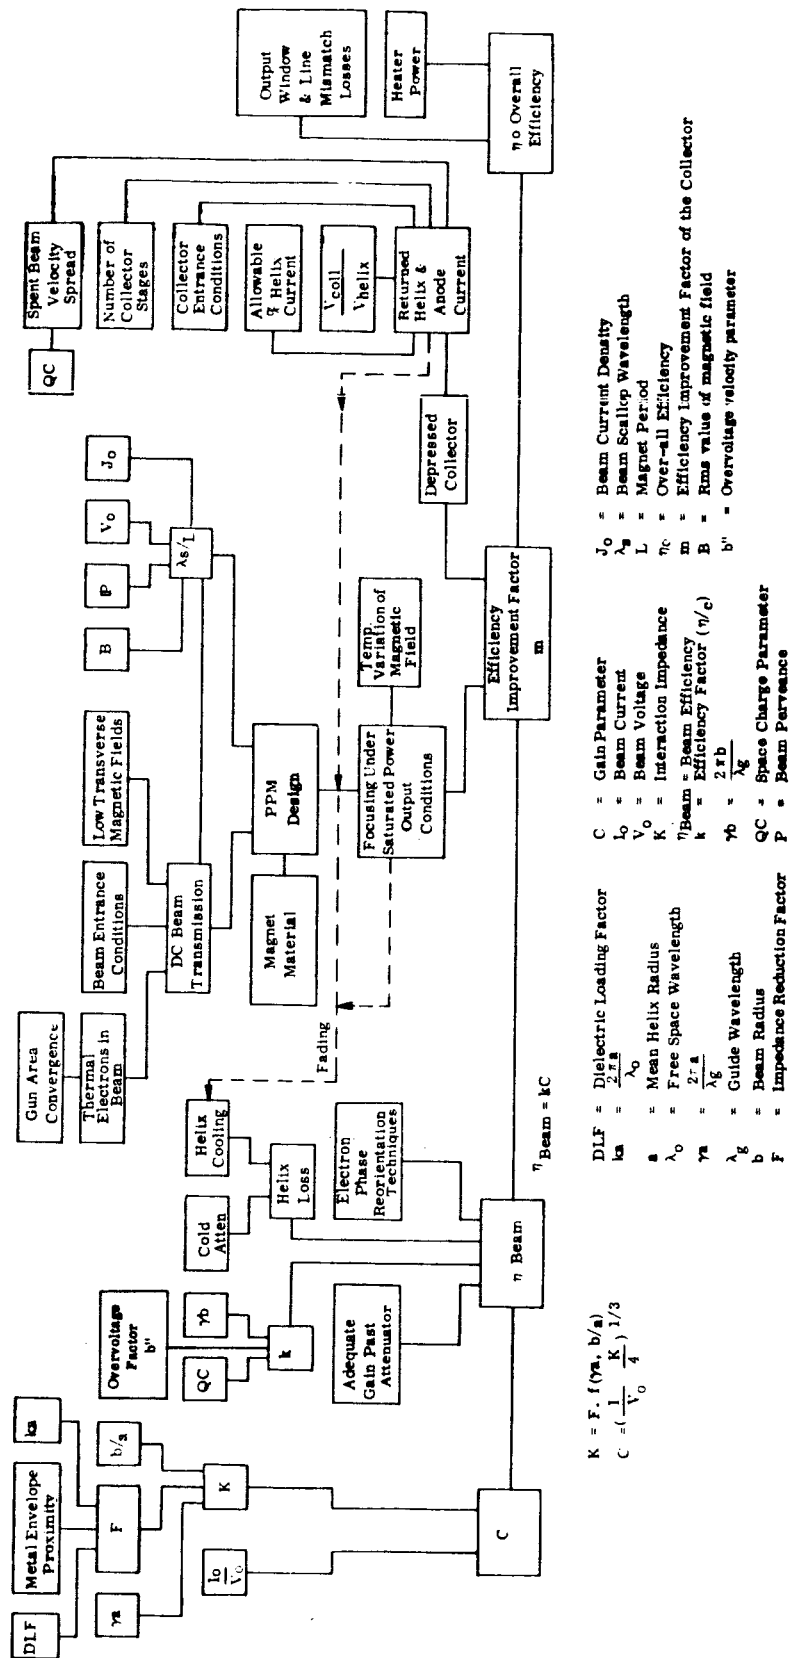 DLF
Metal Envelope
Proximity
ka
F
γa
b/a
K
Io
Vo
C
Overvoltage
Factor
b"
QC
γb
k
Adequate
Gain Past
Attenuator
Cold
Atten
Helix
Cooling
Helix
Loss
Electron
Phase
Reorientation
Techniques
η Beam
η Beam = kC
Fading
Gun Area
Convergence
Thermal
Electrons in
Beam
Beam Entrance
Conditions
Low Transverse
Magnetic Fields
DC Beam
Transmission
B
P
Vo
Jo
λs/L
Magnet
Material
PPM
Design
Focusing Under
Saturated Power
Output
Conditions
Temp.
Variation of
Magnetic
Field
Efficiency
Improvement Factor
m
Depressed
Collector
QC
Spent Beam
Velocity
Spread
Number of
Collector
Stages
Collector
Entrance
Conditions
Allowable
% Helix
Current
Vcoll
Vhelix
Returned
Helix &
Anode
Current
Output
Window
& Line
Mismatch
Losses
Heater
Power
ηo Overall
Efficiency
K = F. f(γa, b/a)
C = (1/Vo K/4) 1/3
DLF = Dielectric Loading Factor
ka = 2πa/λo
a = Mean Helix Radius
λo = Free Space Wavelength
γa = 2πa/λg
λg = Guide Wavelength
b = Beam Radius
F = Impedance Reduction Factor
C = Gain Parameter
Io = Beam Current
Vo = Beam Voltage
K = Interaction Impedance
ηBeam = Beam Efficiency
k = Efficiency Factor (η/c)
γb = 2πb/λg
QC = Space Charge Parameter
P = Beam Perveance
Jo = Beam Current Density
λs = Beam Scallop Wavelength
L = Magnet Period
ηo = Over-all Efficiency
m = Efficiency Improvement Factor of the Collector
B = Rms value of magnetic field
b" = Overvoltage velocity parameter